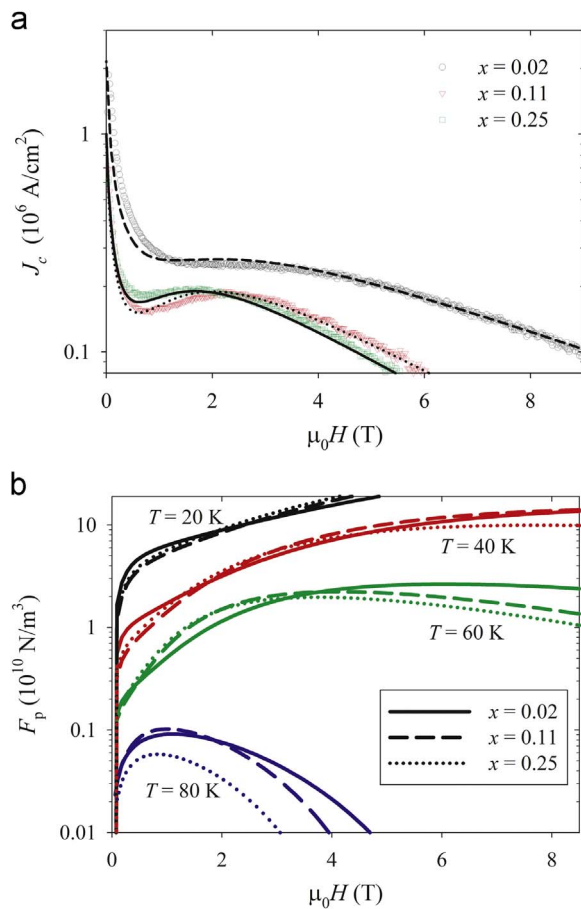 a
1
0.1
J_c (10^6 A/cm^2)
x = 0.02
x = 0.11
x = 0.25
0 2 4 6 8
μ_0H (T)
b
10
1
0.1
0.01
F_p (10^10 N/m^3)
T = 20 K
T = 40 K
T = 60 K
T = 80 K
x = 0.02
x = 0.11
x = 0.25
0 2 4 6 8
μ_0H (T)